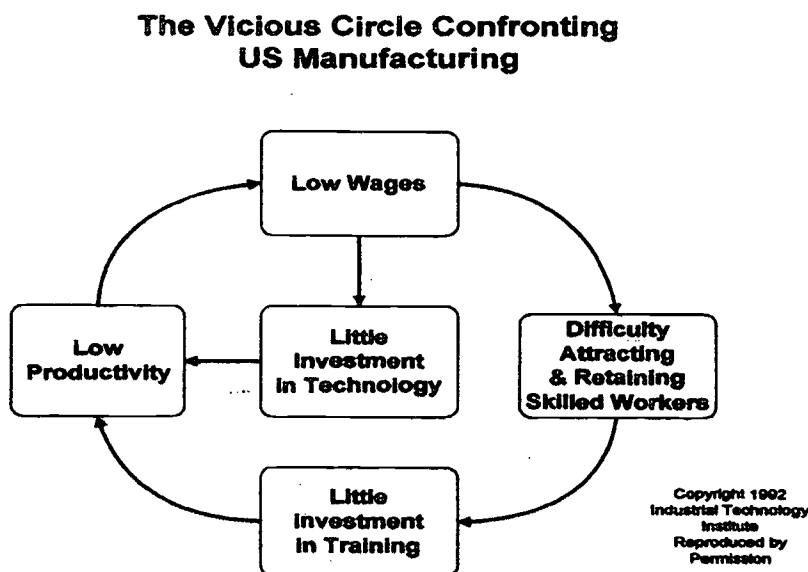 The Vicious Circle Confronting
US Manufacturing
Low Wages
Low
Productivity
Little
Investment
in Technology
Difficulty
Attracting
& Retaining
Skilled Workers
Little
Investment
in Training
Copyright 1992
Industrial Technology
Institute
Reproduced by
Permission